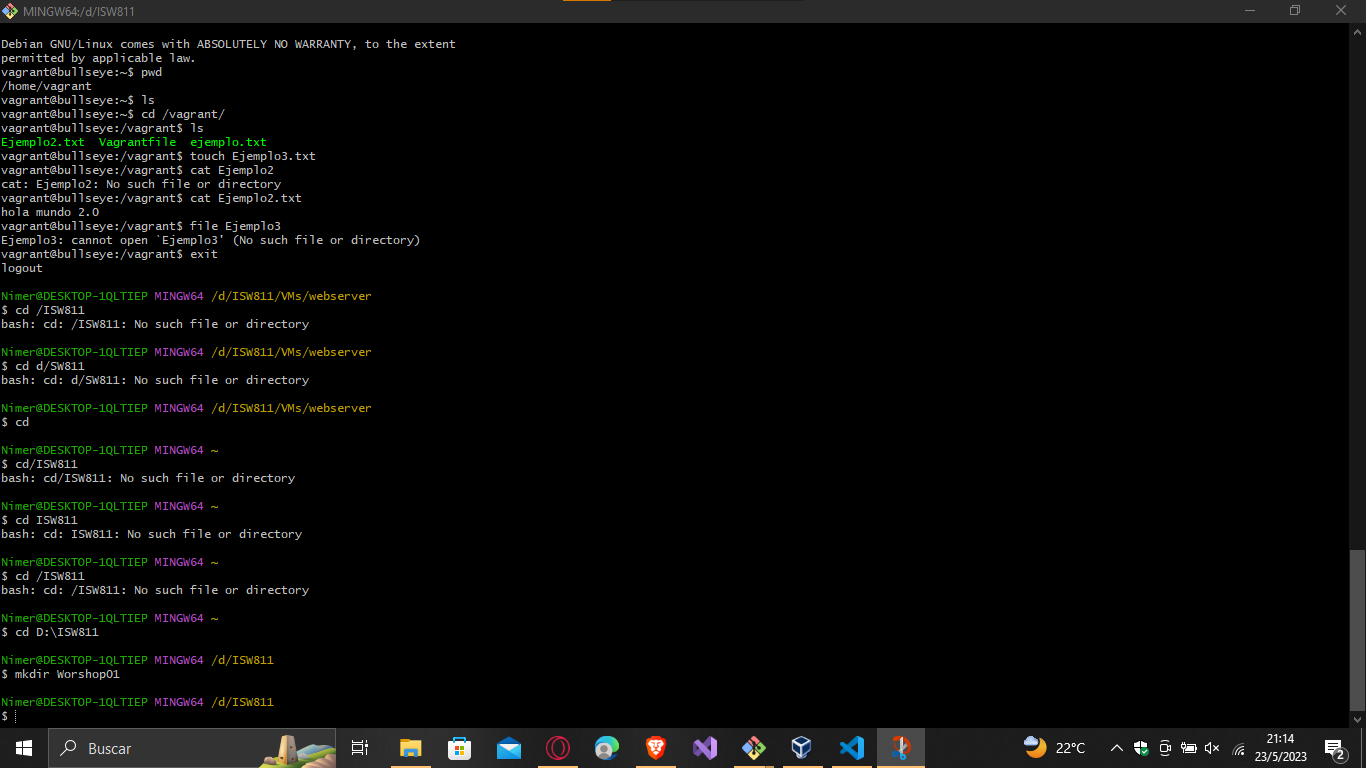 MINGW64:/d/ISW811
Debian GNU/Linux comes with ABSOLUTELY NO WARRANTY, to the extent
permitted by applicable law.
vagrant@bullseye:~$ pwd
/home/vagrant
vagrant@bullseye:~$ ls
vagrant@bullseye:~$ cd /vagrant/
vagrant@bullseye:/vagrant$ ls
Ejemplo2.txt  Vagrantfile  ejemplo.txt
vagrant@bullseye:/vagrant$ touch Ejemplo3.txt
vagrant@bullseye:/vagrant$ cat Ejemplo2
cat: Ejemplo2: No such file or directory
vagrant@bullseye:/vagrant$ cat Ejemplo2.txt
hola mundo 2.0
vagrant@bullseye:/vagrant$ file Ejemplo3
Ejemplo3: cannot open `Ejemplo3' (No such file or directory)
vagrant@bullseye:/vagrant$ exit
logout
Nimer@DESKTOP-1QLTIEP MINGW64 /d/ISW811/VMs/webserver
$ cd /ISW811
bash: cd: /ISW811: No such file or directory
Nimer@DESKTOP-1QLTIEP MINGW64 /d/ISW811/VMs/webserver
$ cd d/SW811
bash: cd: d/SW811: No such file or directory
Nimer@DESKTOP-1QLTIEP MINGW64 /d/ISW811/VMs/webserver
$ cd
Nimer@DESKTOP-1QLTIEP MINGW64 ~
$ cd/ISW811
bash: cd/ISW811: No such file or directory
Nimer@DESKTOP-1QLTIEP MINGW64 ~
$ cd ISW811
bash: cd: ISW811: No such file or directory
Nimer@DESKTOP-1QLTIEP MINGW64 ~
$ cd /ISW811
bash: cd: /ISW811: No such file or directory
Nimer@DESKTOP-1QLTIEP MINGW64 ~
$ cd D:\ISW811
Nimer@DESKTOP-1QLTIEP MINGW64 /d/ISW811
$ mkdir Worshop01
Nimer@DESKTOP-1QLTIEP MINGW64 /d/ISW811
$
Buscar
22°C
21:14
23/5/2023
2